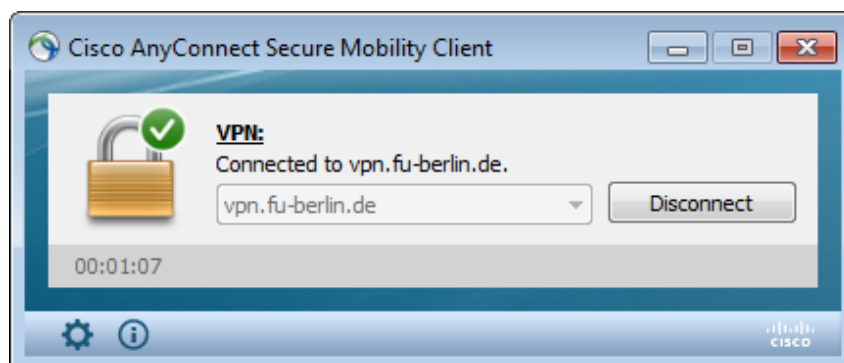 Cisco AnyConnect Secure Mobility Client
VPN:
Connected to vpn.fu-berlin.de.
vpn.fu-berlin.de
Disconnect
00:01:07
CISCO